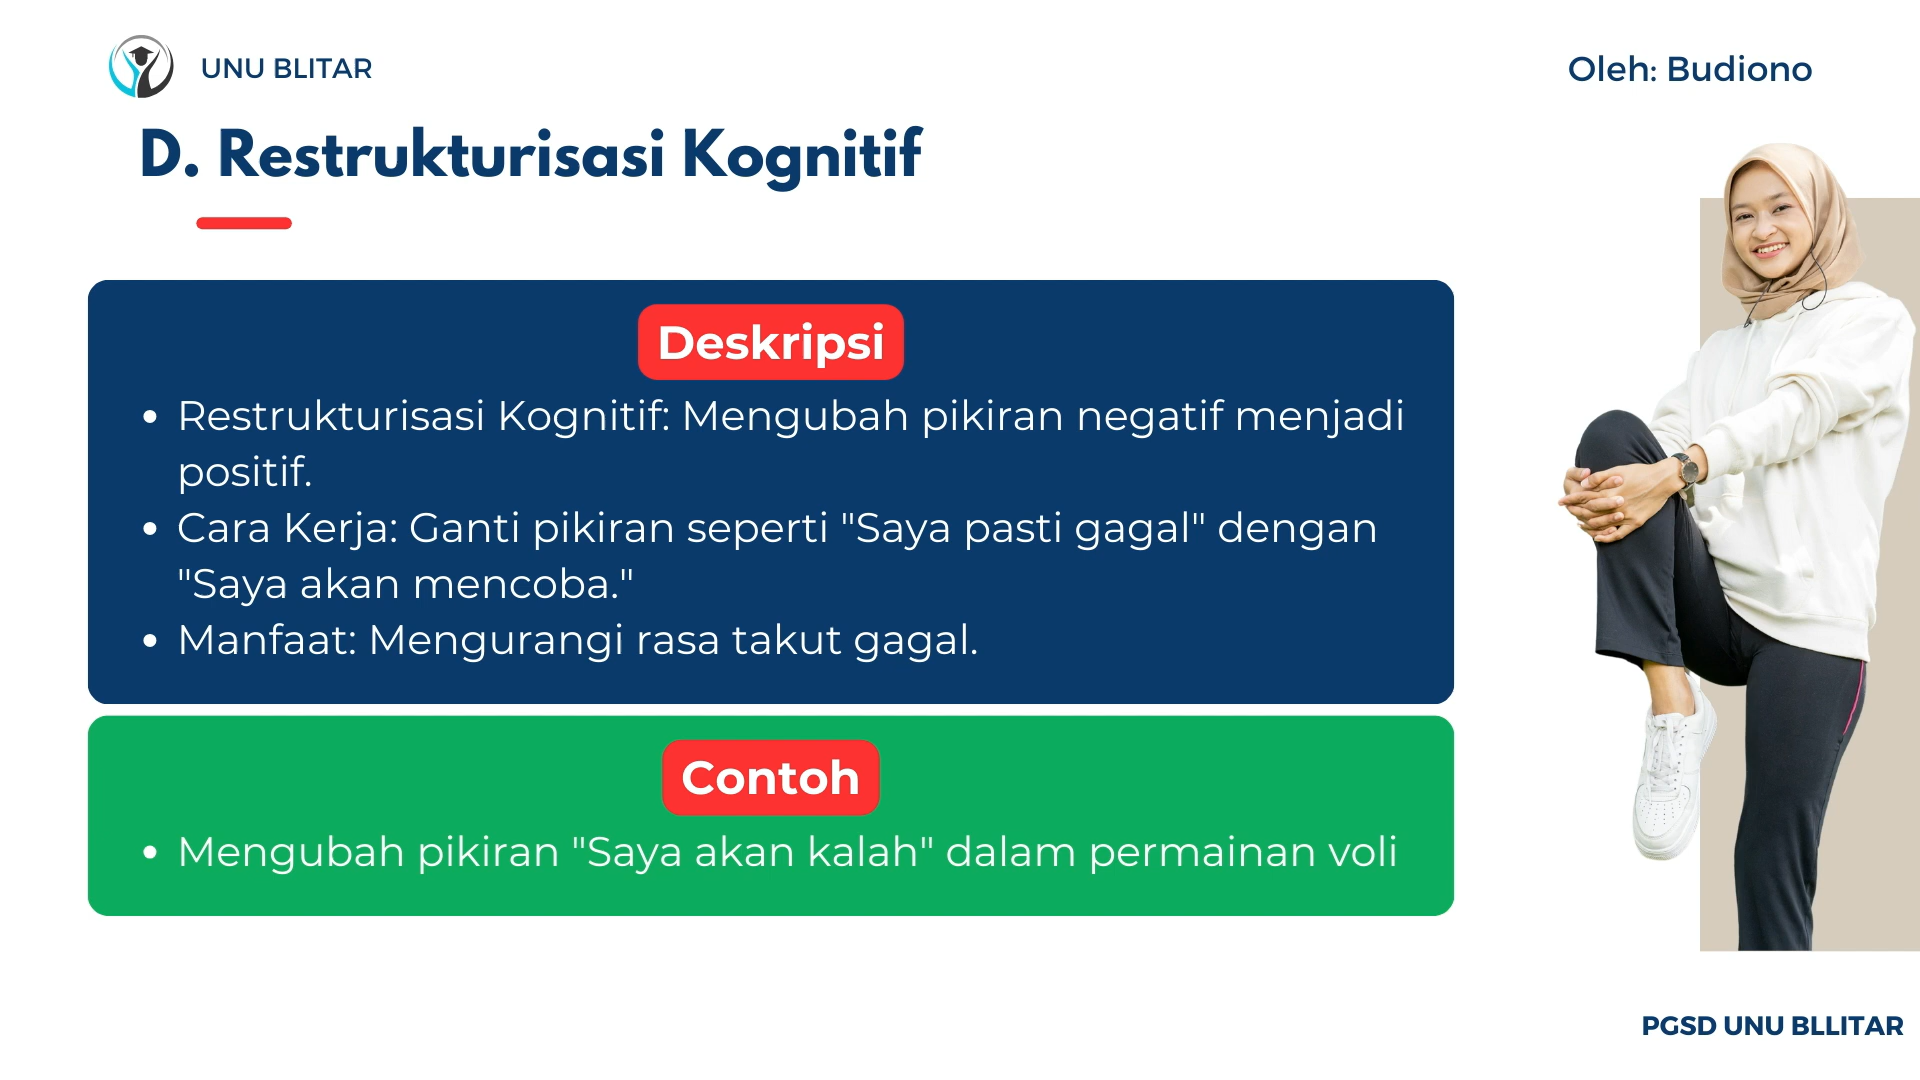 UNU BLITAR
Oleh: Budiono
D. Restrukturisasi Kognitif
Deskripsi
• Restrukturisasi Kognitif: Mengubah pikiran negatif menjadi
positif.
• Cara Kerja: Ganti pikiran seperti "Saya pasti gagal" dengan
"Saya akan mencoba."
• Manfaat: Mengurangi rasa takut gagal.
Contoh
• Mengubah pikiran "Saya akan kalah" dalam permainan voli
PGSD UNU BLLITAR